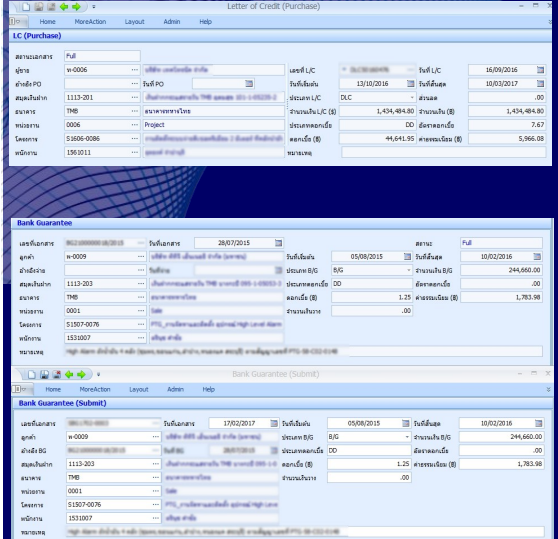 Letter of Credit (Purchase)
Home MoreAction Layout Admin Help
LC (Purchase)
สถานะเอกสาร Full
ผู้ขาย ท-0006 เลขที่ L/C วันที่ L/C 16/09/2016
อ้างอิง PO วันที่ PO วันที่เริ่มต้น 13/10/2016 วันที่สิ้นสุด 10/03/2017
สมุดเงินฝาก 1113-201 ประเภท L/C DLC ส่วนลด .00
ธนาคาร TMB ธนาคารทหารไทย จำนวนเงิน L/C ($) 1,434,484.80 จำนวนเงิน (B) 1,434,484.80
หน่วยงาน 0006 Project ประเภทดอกเบี้ย DD อัตราดอกเบี้ย 7.67
โครงการ S1606-0086 ดอกเบี้ย (B) 44,641.95 ค่าธรรมเนียม (B) 5,966.08
พนักงาน 1561011 หมายเหตุ
Bank Guarantee
เลขที่เอกสาร วันที่เอกสาร 28/07/2015 สถานะ Full
ลูกค้า พ-0009 วันที่เริ่มต้น 05/08/2015 วันที่สิ้นสุด 10/02/2016
อ้างอิงจ่าย ประเภท B/G B/G จำนวนเงิน B/G 244,660.00
สมุดเงินฝาก 1113-203 ประเภทดอกเบี้ย DD อัตราดอกเบี้ย .00
ธนาคาร TMB ดอกเบี้ย (B) 1.25 ค่าธรรมเนียม (B) 1,783.98
หน่วยงาน 0001 จำนวนเงินวาง .00
โครงการ S1507-0076
พนักงาน 1531007
หมายเหตุ
Bank Guarantee (Submit)
Home MoreAction Layout Admin Help
Bank Guarantee (Submit)
เลขที่เอกสาร วันที่เอกสาร 17/02/2017 วันที่เริ่มต้น 05/08/2015 วันที่สิ้นสุด 10/02/2016
ลูกค้า พ-0009 ประเภท B/G B/G จำนวนเงิน B/G 244,660.00
อ้างอิง BG ประเภทดอกเบี้ย DD อัตราดอกเบี้ย .00
สมุดเงินฝาก 1113-203 ดอกเบี้ย (B) 1.25 ค่าธรรมเนียม (B) 1,783.98
ธนาคาร TMB จำนวนเงินวาง .00
หน่วยงาน 0001
โครงการ S1507-0076
พนักงาน 1531007
หมายเหตุ